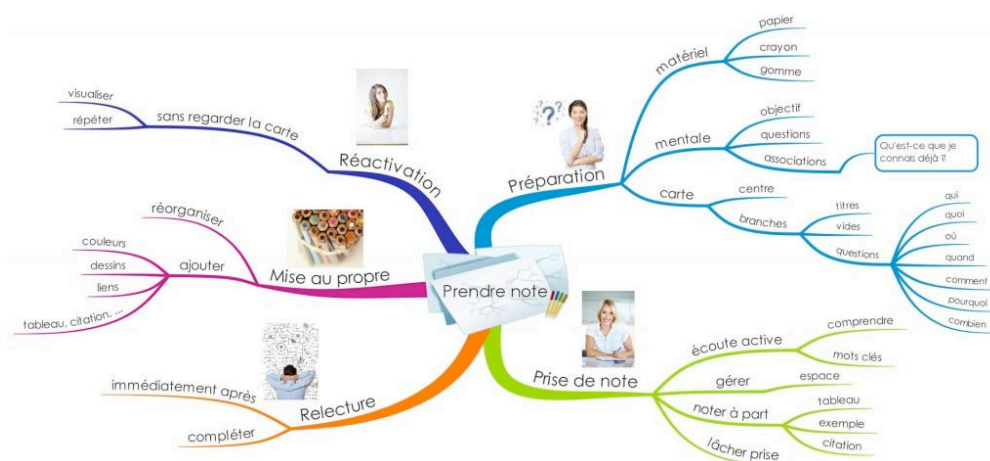 Prendre note
Préparation
matériel
papier
crayon
gomme
mentale
objectif
questions
associations
Qu'est-ce que je
connais déjà ?
carte
centre
branches
titres
vides
questions
qui
quoi
où
quand
comment
pourquoi
combien
Prise de note
écoute active
comprendre
mots clés
gérer
espace
noter à part
tableau
exemple
citation
lâcher prise
Relecture
immédiatement après
compléter
Mise au propre
réorganiser
ajouter
couleurs
dessins
liens
tableau, citation, ...
Réactivation
sans regarder la carte
visualiser
répéter